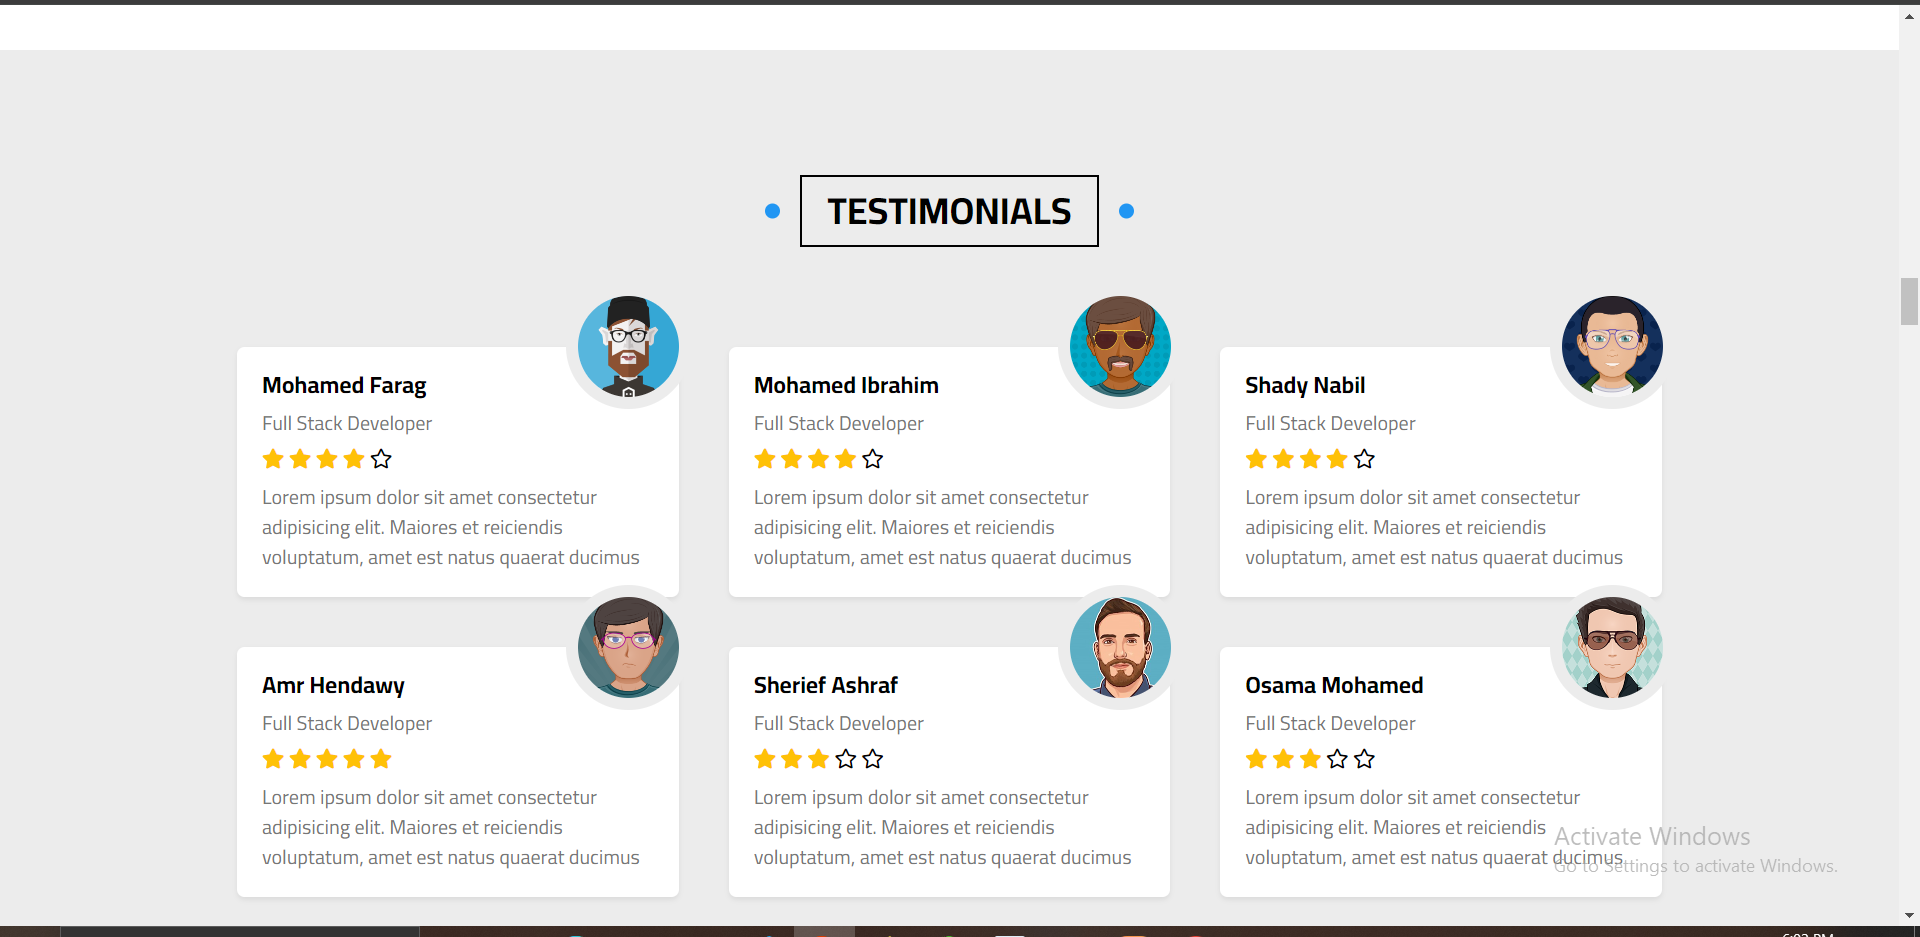 TESTIMONIALS
Mohamed Farag
Full Stack Developer
Lorem ipsum dolor sit amet consectetur
adipisicing elit. Maiores et reiciendis
voluptatum, amet est natus quaerat ducimus
Mohamed Ibrahim
Full Stack Developer
Lorem ipsum dolor sit amet consectetur
adipisicing elit. Maiores et reiciendis
voluptatum, amet est natus quaerat ducimus
Shady Nabil
Full Stack Developer
Lorem ipsum dolor sit amet consectetur
adipisicing elit. Maiores et reiciendis
voluptatum, amet est natus quaerat ducimus
Amr Hendawy
Full Stack Developer
Lorem ipsum dolor sit amet consectetur
adipisicing elit. Maiores et reiciendis
voluptatum, amet est natus quaerat ducimus
Sherief Ashraf
Full Stack Developer
Lorem ipsum dolor sit amet consectetur
adipisicing elit. Maiores et reiciendis
voluptatum, amet est natus quaerat ducimus
Osama Mohamed
Full Stack Developer
Lorem ipsum dolor sit amet consectetur
adipisicing elit. Maiores et reiciendis
voluptatum, amet est natus quaerat ducimus
Activate Windows
Go to Settings to activate Windows.